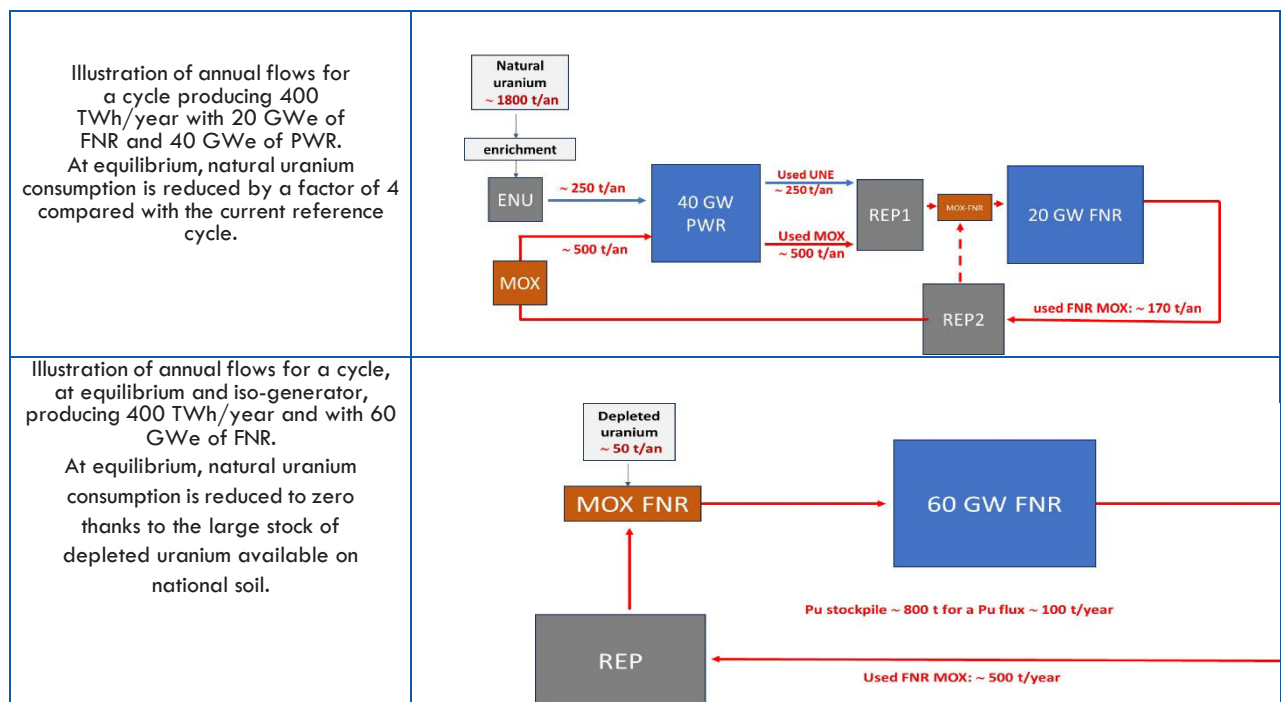 Illustration of annual flows for
a cycle producing 400
TWh/year with 20 GWe of
FNR and 40 GWe of PWR.
At equilibrium, natural uranium
consumption is reduced by a factor of 4
compared with the current reference
cycle.
Natural
uranium
~ 1800 t/an
enrichment
ENU
~ 250 t/an
40 GW
PWR
Used UNE
~ 250 t/an
REP1
MOX-FNR
20 GW FNR
~ 500 t/an
Used MOX
~ 500 t/an
MOX
REP2
used FNR MOX: ~ 170 t/an
Illustration of annual flows for a cycle,
at equilibrium and iso-generator,
producing 400 TWh/year and with 60
GWe of FNR.
At equilibrium, natural uranium
consumption is reduced to zero
thanks to the large stock of
depleted uranium available on
national soil.
Depleted
uranium
~ 50 t/an
MOX FNR
60 GW FNR
Pu stockpile ~ 800 t for a Pu flux ~ 100 t/year
REP
Used FNR MOX: ~ 500 t/year